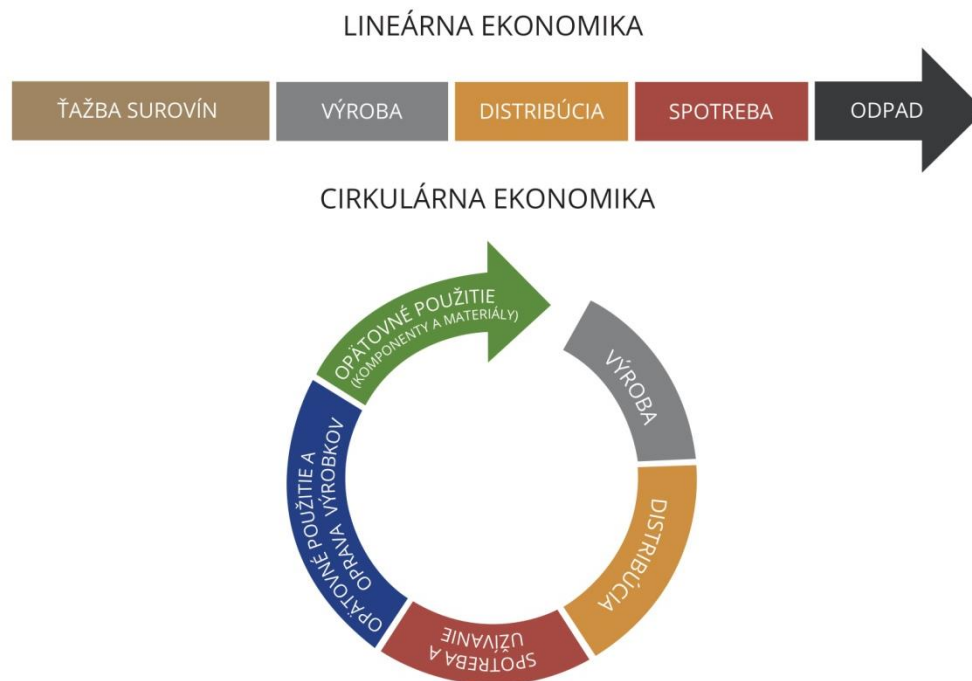 LINEÁRNA EKONOMIKA
ŤAŽBA SUROVÍN
VÝROBA
DISTRIBÚCIA
SPOTREBA
ODPAD
CIRKULÁRNA EKONOMIKA
OPÄTOVNÉ POUŽITIE
(KOMPONENTY A MATERIÁLY)
VÝROBA
DISTRIBÚCIA
SPOTREBA A
UŽÍVANIE
OPÄTOVNÉ POUŽITIE A
OPRAVA VÝROBKOV